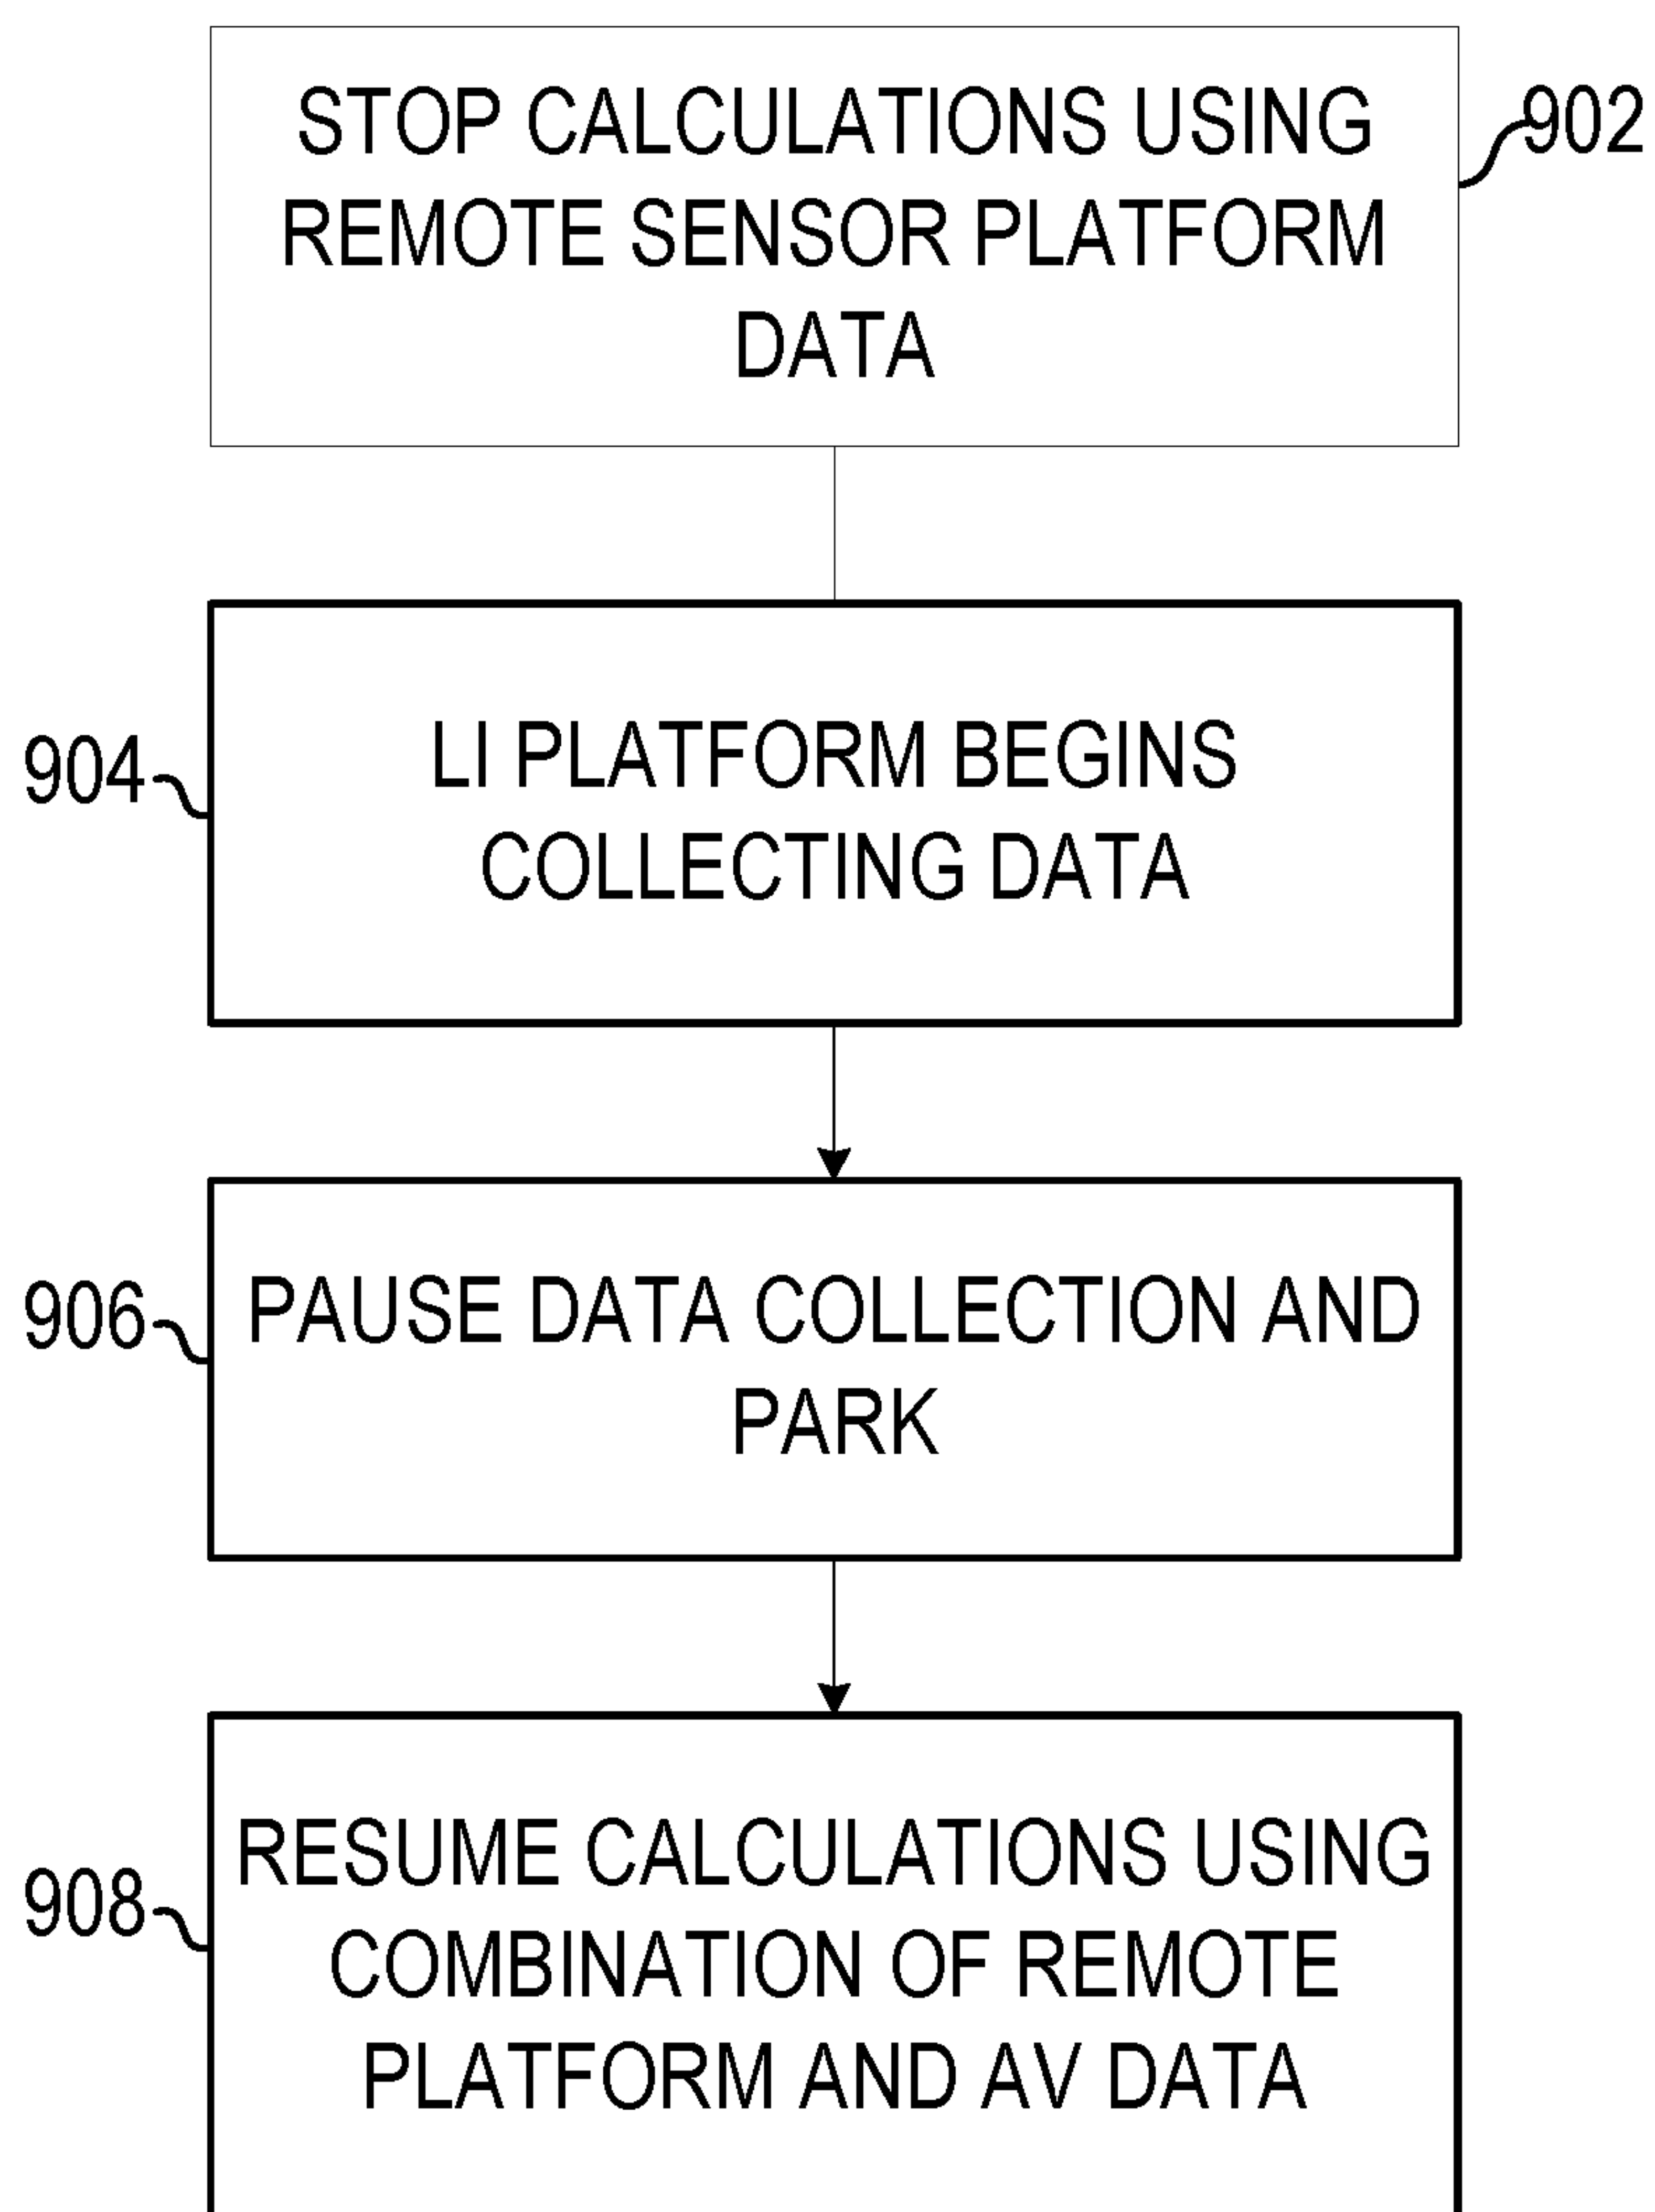 STOP CALCULATIONS USING
REMOTE SENSOR PLATFORM
DATA
902
904
LI PLATFORM BEGINS
COLLECTING DATA
906
PAUSE DATA COLLECTION AND
PARK
908
RESUME CALCULATIONS USING
COMBINATION OF REMOTE
PLATFORM AND AV DATA